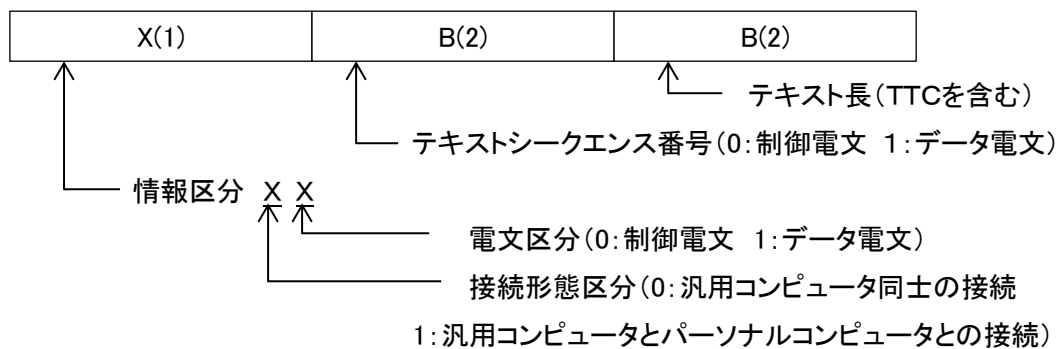 X(1) B(2) B(2)
テキスト長(TTCを含む)
テキストシークエンス番号(0:制御電文 1:データ電文)
情報区分 X X
電文区分(0:制御電文 1:データ電文)
接続形態区分(0:汎用コンピュータ同士の接続
1:汎用コンピュータとパーソナルコンピュータとの接続)